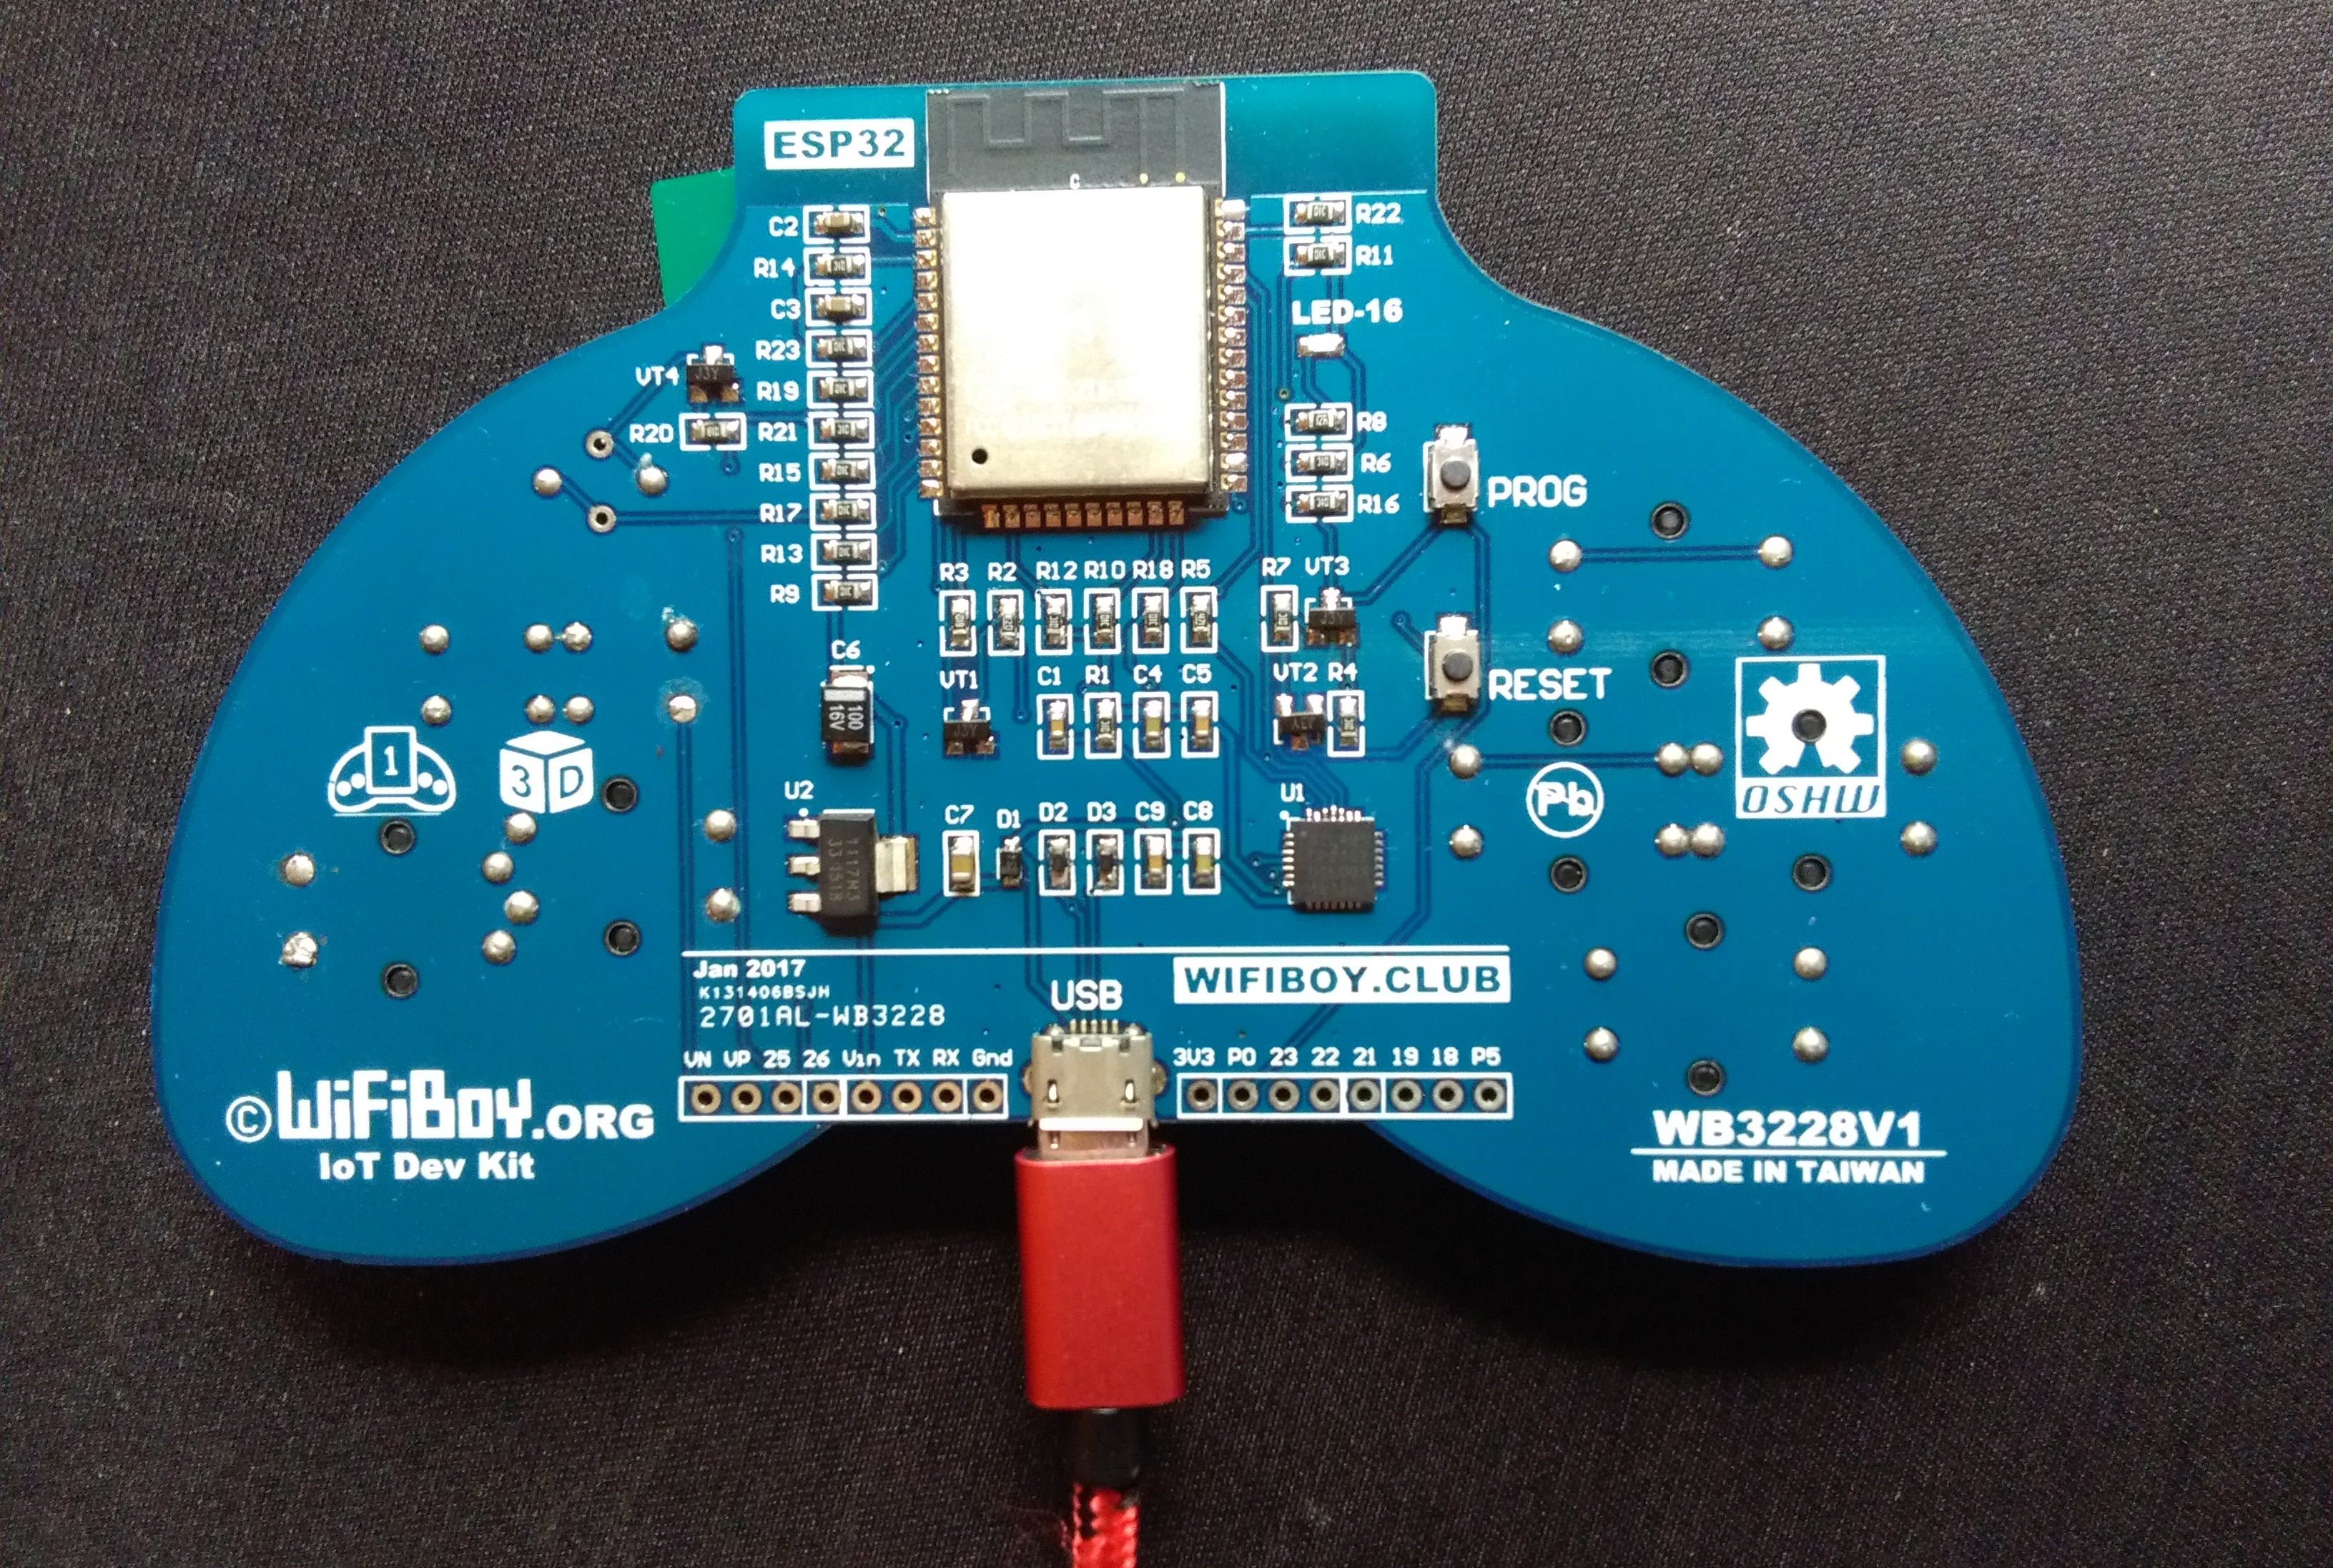 ESP32
C2
R22
R14
R11
C3
LED-16
R23
VT4
J3Y
R19
R20
R21
R8
R15
R6
PROG
R17
R16
R13
R9
R3 R2 R12 R10 R18 R5 R7 VT3
C6
VT1 C1 R1 C4 C5 VT2 R4
RESET
100
16V
J3Y
1
3D
U2
C7 D1 D2 D3 C9 C8 U1
Pb
OSHW
Jan 2017
K131406BSJH
2701AL-WB3228
USB
WIFIBOY.CLUB
VN VP 25 26 Vin TX RX Gnd
3V3 P0 23 22 21 19 18 P5
©WiFiBoy.ORG
IoT Dev Kit
WB3228V1
MADE IN TAIWAN